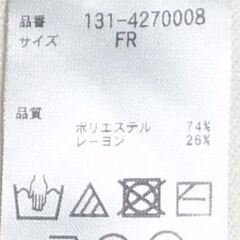 品番 131-4270008
サイズ FR
品質
ポリエステル 74%
レーヨン 26%